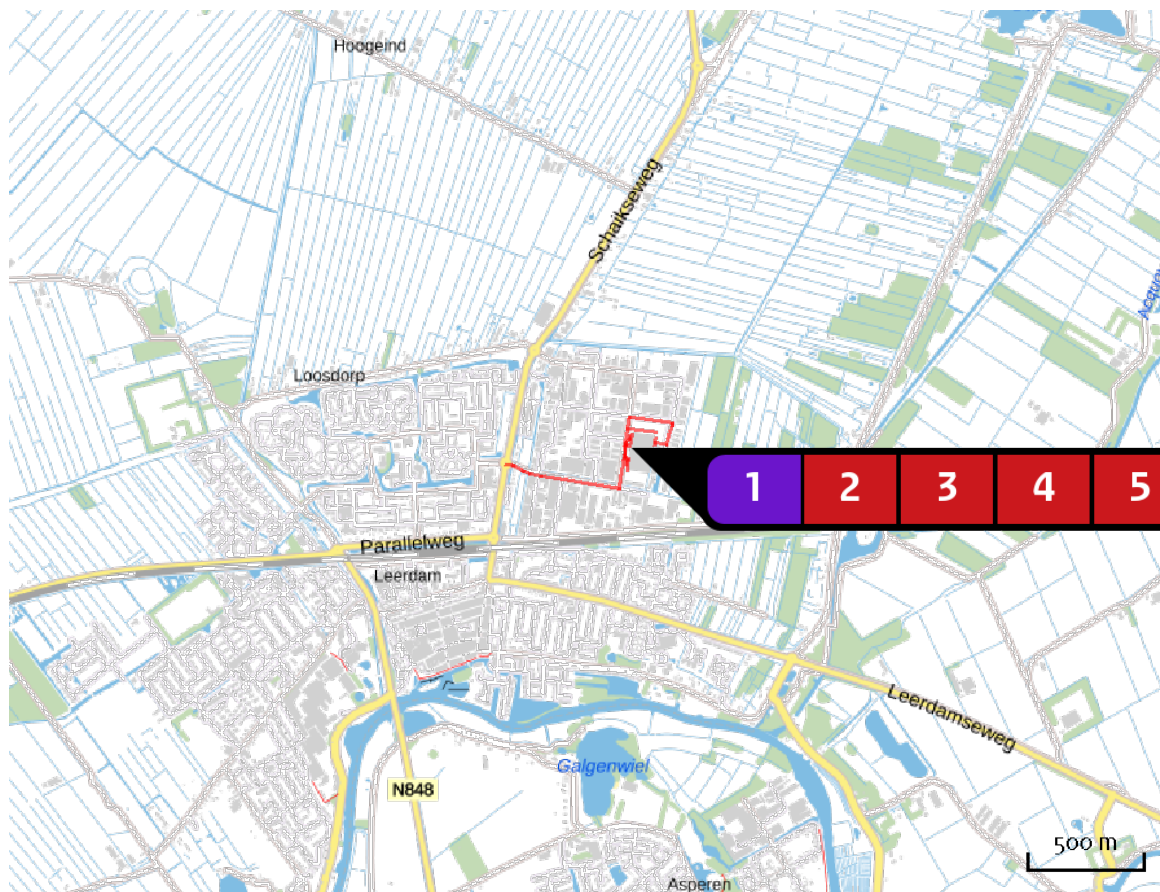 Hoogeind
Schaikseweg
Loosdorp
1 2 3 4 5
Parallelweg
Leerdam
Leerdamseweg
Galgenwiel
N848
500 m
Asperen